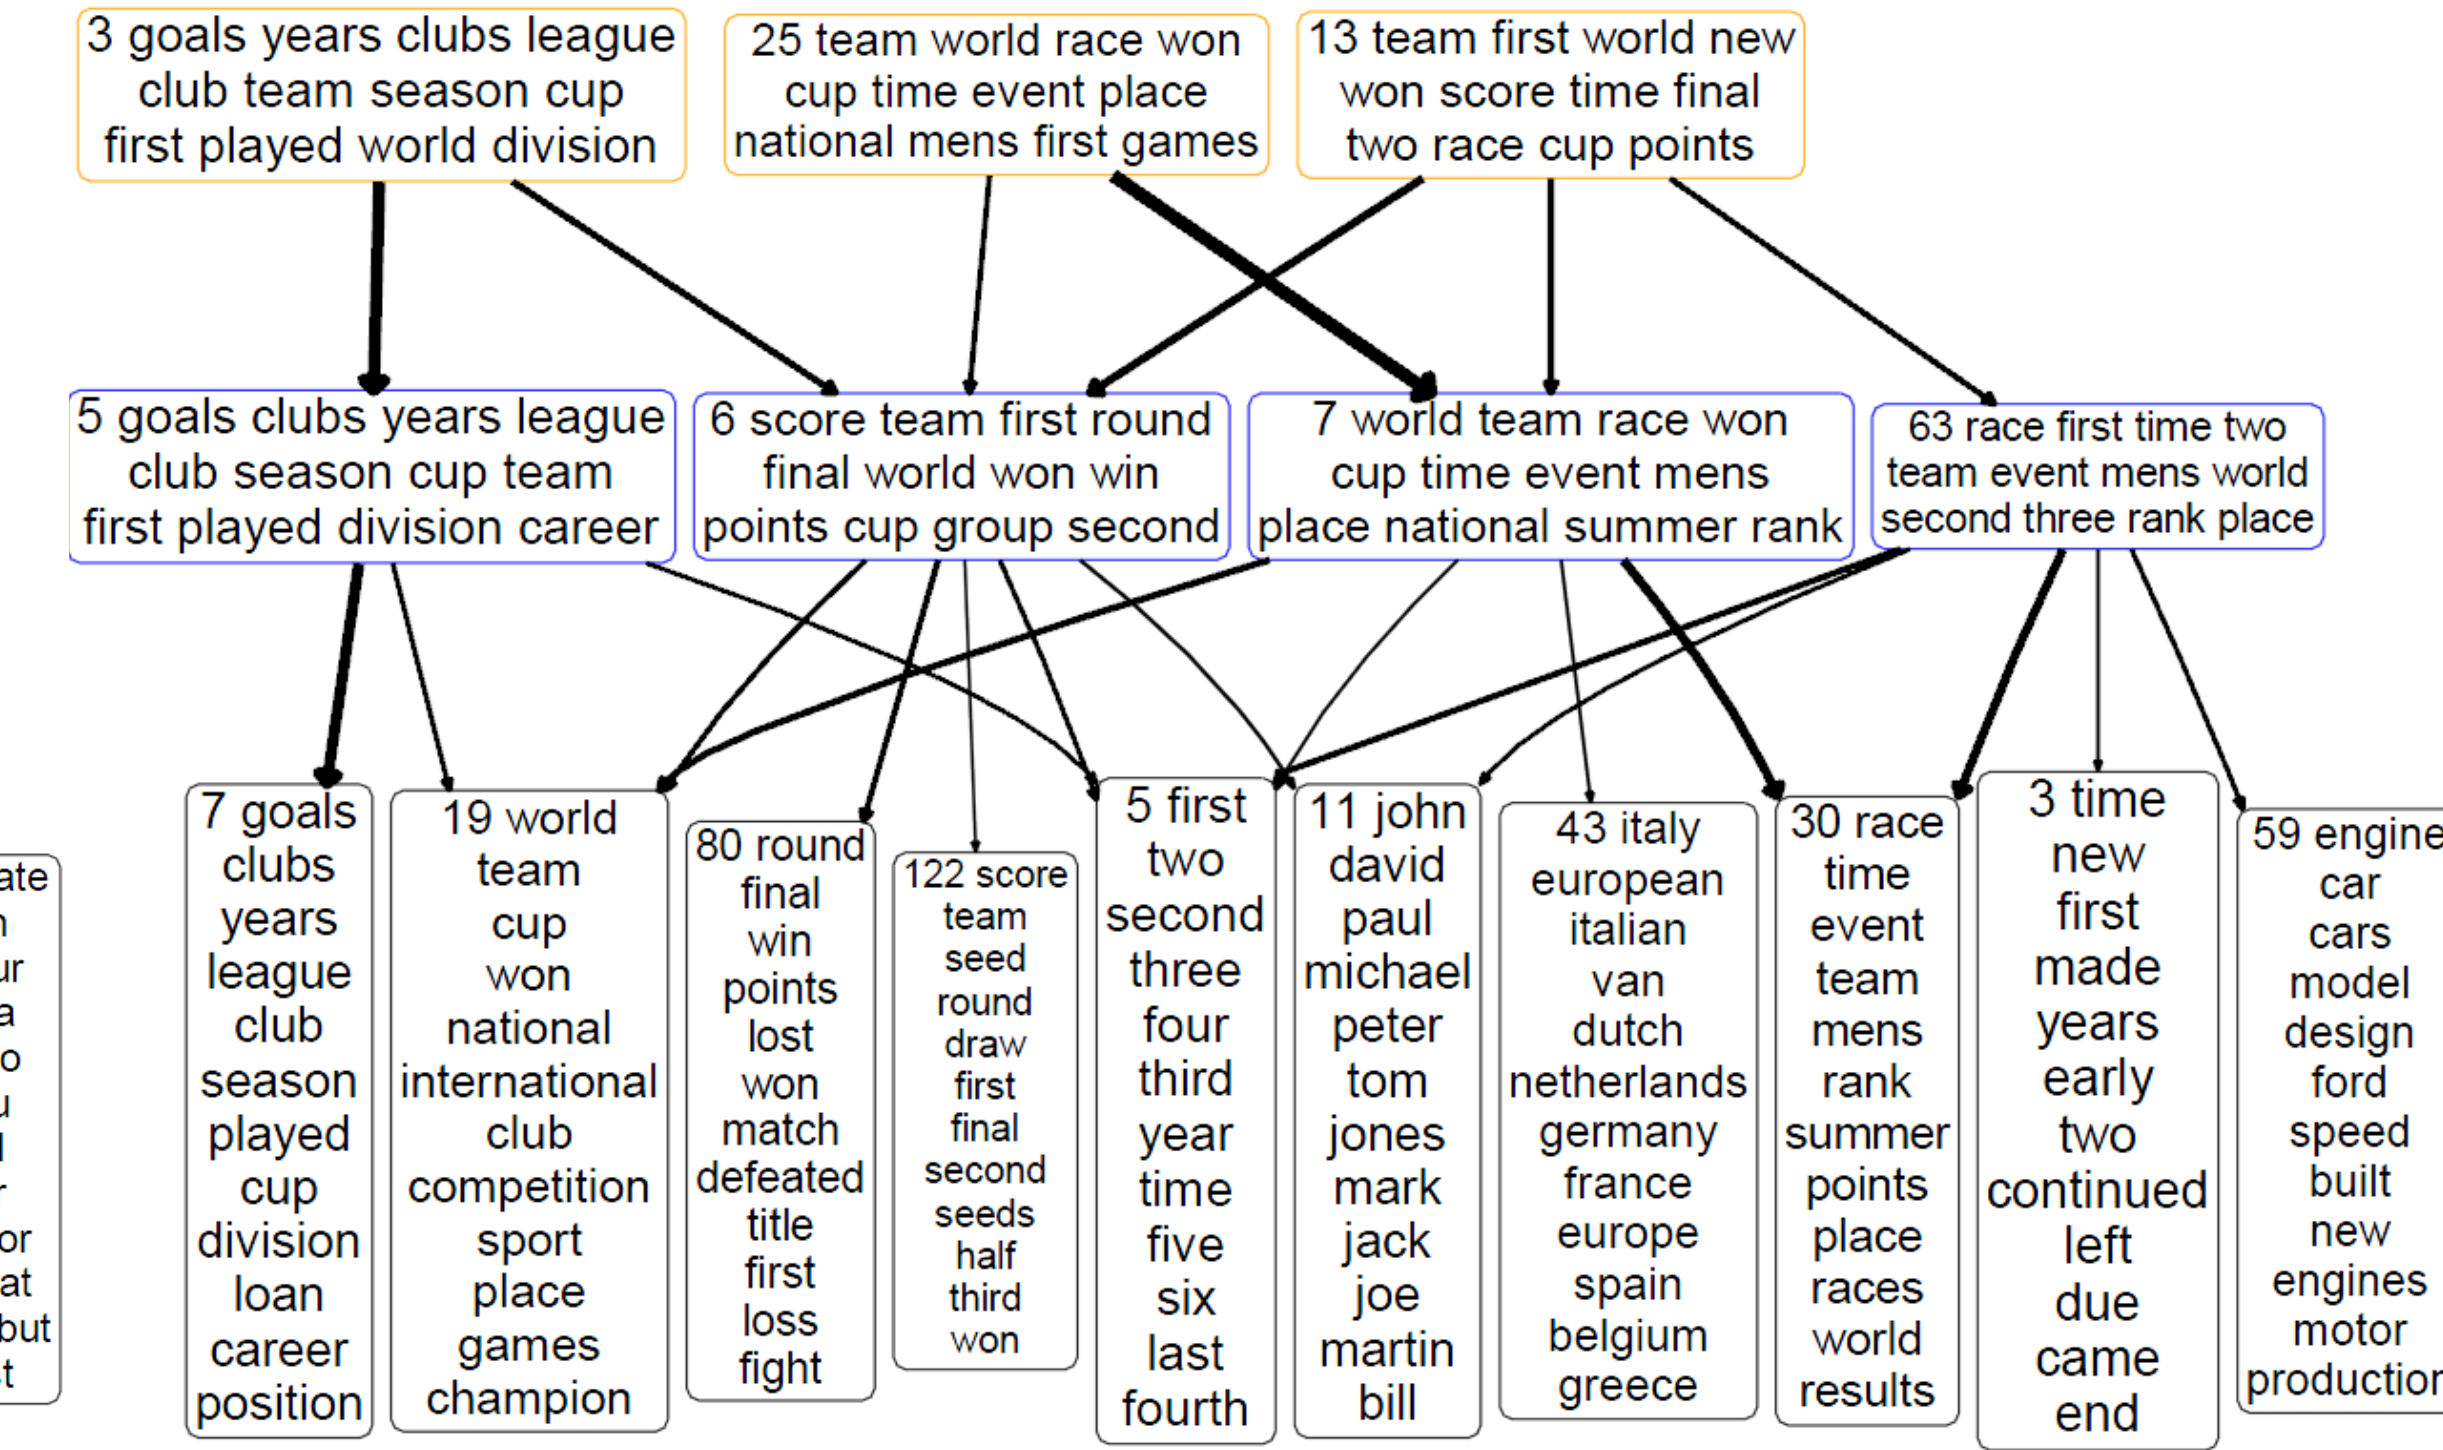 3 goals years clubs league
club team season cup
first played world division
25 team world race won
cup time event place
national mens first games
13 team first world new
won score time final
two race cup points
5 goals clubs years league
club season cup team
first played division career
6 score team first round
final world won win
points cup group second
7 world team race won
cup time event mens
place national summer rank
63 race first time two
team event mens world
second three rank place
but
7 goals
clubs
years
league
club
season
played
cup
division
loan
career
position
19 world
team
cup
won
national
international
club
competition
sport
place
games
champion
80 round
final
win
points
lost
won
match
defeated
title
first
loss
fight
122 score
team
seed
round
draw
first
final
second
seeds
half
third
won
5 first
two
second
three
four
third
year
time
five
six
last
fourth
11 john
david
paul
michael
peter
tom
jones
mark
jack
joe
martin
bill
43 italy
european
italian
van
dutch
netherlands
germany
france
europe
spain
belgium
greece
30 race
time
event
team
mens
rank
summer
points
place
races
world
results
3 time
new
first
made
years
early
two
continued
left
due
came
end
59 engine
car
cars
model
design
ford
speed
built
new
engines
motor
production